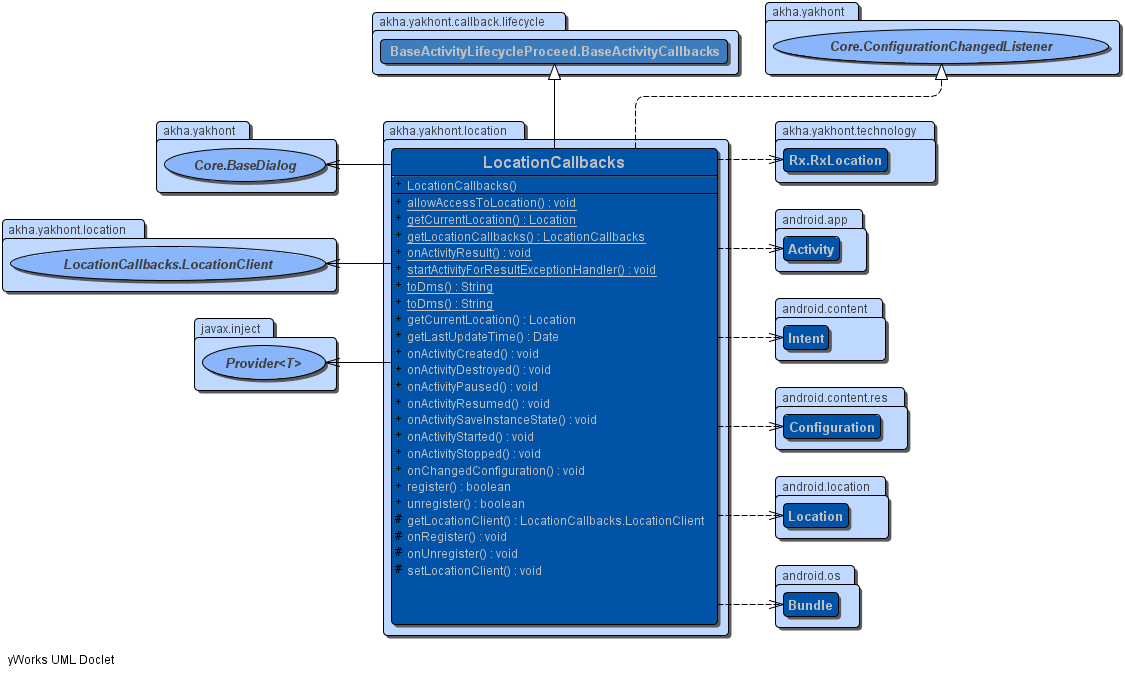 akha.yakhont.callback.lifecycle
BaseActivityLifecycleProceed.BaseActivityCallbacks
akha.yakhont
Core.ConfigurationChangedListener
akha.yakhont
Core.BaseDialog
akha.yakhont.location
LocationCallbacks.LocationClient
javax.inject
Provider<T>
akha.yakhont.location
LocationCallbacks
+ LocationCallbacks()
+ allowAccessToLocation() : void
+ getCurrentLocation() : Location
+ getLocationCallbacks() : LocationCallbacks
+ onActivityResult() : void
+ startActivityForResultExceptionHandler() : void
+ toDms() : String
+ toDms() : String
+ getCurrentLocation() : Location
+ getLastUpdateTime() : Date
+ onActivityCreated() : void
+ onActivityDestroyed() : void
+ onActivityPaused() : void
+ onActivityResumed() : void
+ onActivitySaveInstanceState() : void
+ onActivityStarted() : void
+ onActivityStopped() : void
+ onChangedConfiguration() : void
+ register() : boolean
+ unregister() : boolean
# getLocationClient() : LocationCallbacks.LocationClient
# onRegister() : void
# onUnregister() : void
# setLocationClient() : void
akha.yakhont.technology
Rx.RxLocation
android.app
Activity
android.content
Intent
android.content.res
Configuration
android.location
Location
android.os
Bundle
yWorks UML Doclet